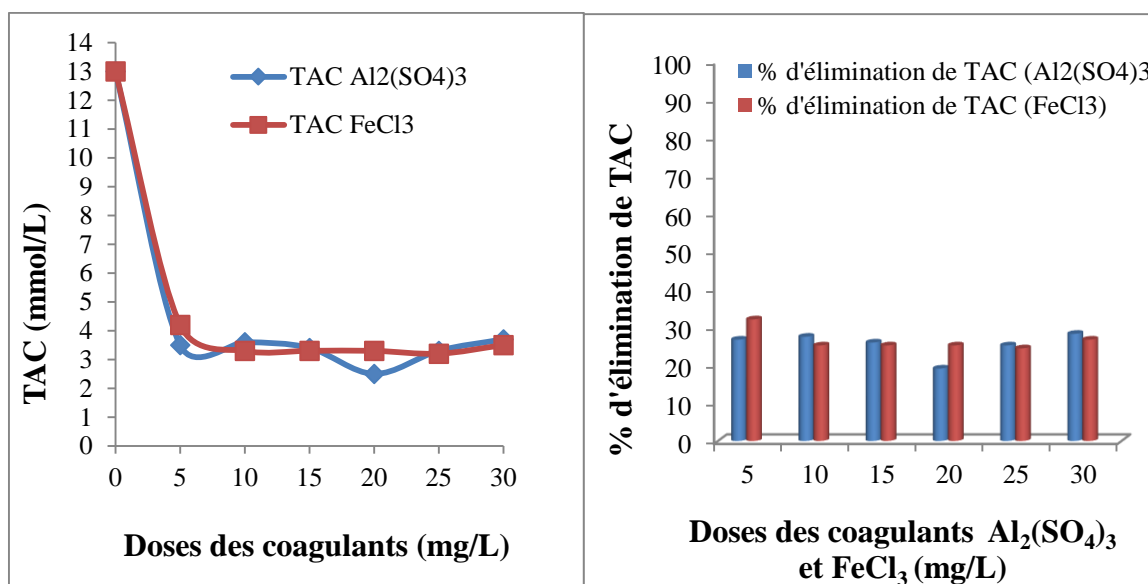 14
13
12
11
10
9
8
7
6
5
4
3
2
1
0
TAC (mmol/L)
TAC Al2(SO4)3
TAC FeCl3
0 5 10 15 20 25 30
Doses des coagulants (mg/L)
100
90
80
70
60
50
40
30
20
10
0
% d'élimination de TAC
% d'élimination de TAC (Al2(SO4)3
% d'élimination de TAC (FeCl3)
5 10 15 20 25 30
Doses des coagulants Al₂(SO₄)₃
et FeCl₃ (mg/L)